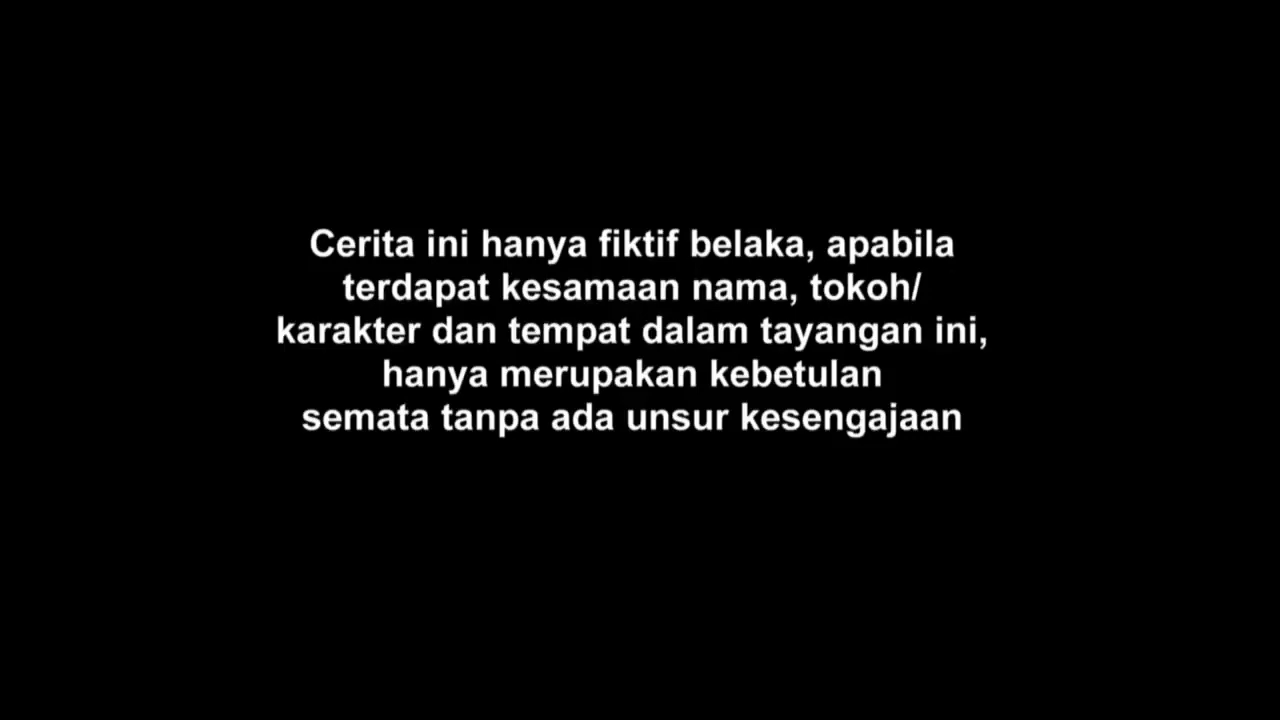 Cerita ini hanya fiktif belaka, apabila
terdapat kesamaan nama, tokoh/
karakter dan tempat dalam tayangan ini,
hanya merupakan kebetulan
semata tanpa ada unsur kesengajaan